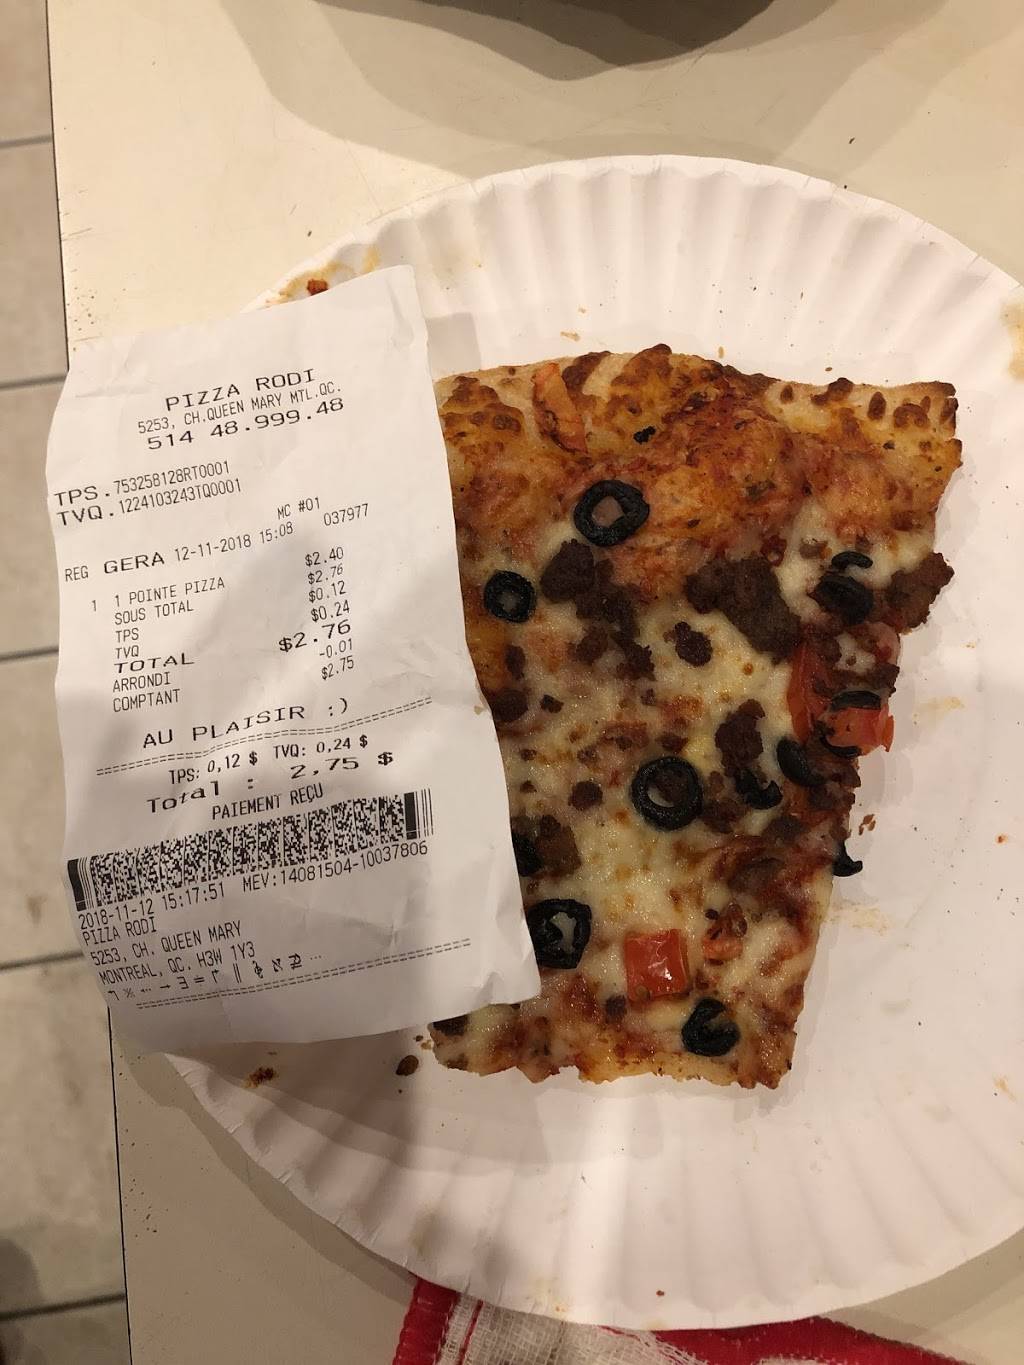 PIZZA RODI
5253, CH.QUEEN MARY MTL.QC.
514 48.999.48
TPS.753258128RT0001
TVQ.1224103243TQ0001
MC #01
REG GERA 12-11-2018 15:08 037977
1 1 POINTE PIZZA $2.40
SOUS TOTAL $2.76
TPS $0.12
TVQ $0.24
TOTAL $2.76
ARRONDI -0.01
COMPTANT $2.75
AU PLAISIR :)
TPS: 0,12 $ TVQ: 0,24 $
Total : 2,75 $
PAIEMENT REÇU
2018-11-12 15:17:51 MEV:14081504-10037806
PIZZA RODI
5253, CH. QUEEN MARY
MONTREAL, QC. H3W 1Y3